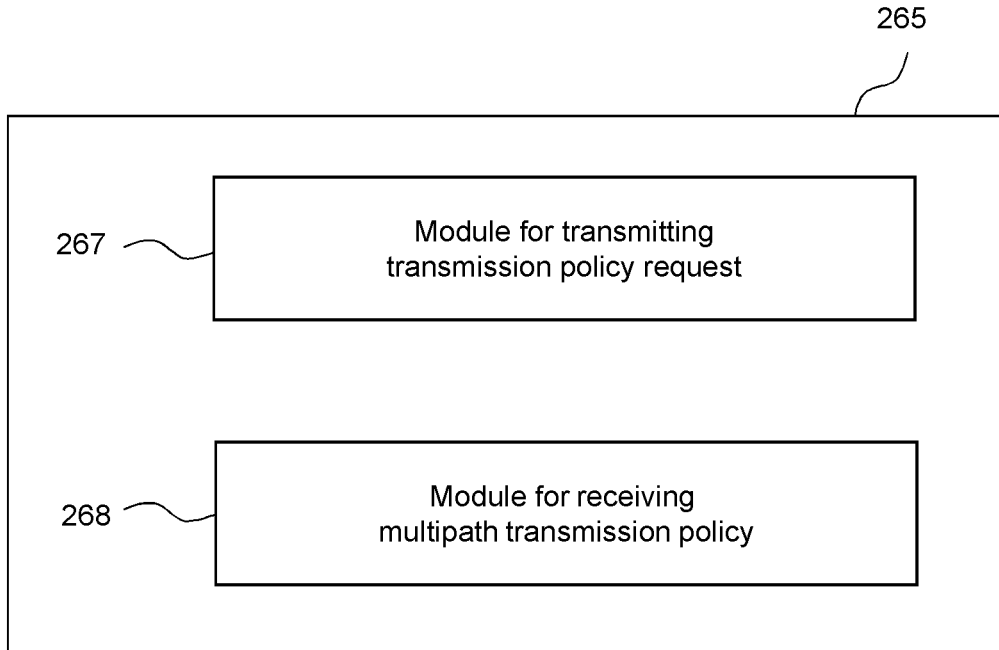 265
267
Module for transmitting
transmission policy request
268
Module for receiving
multipath transmission policy